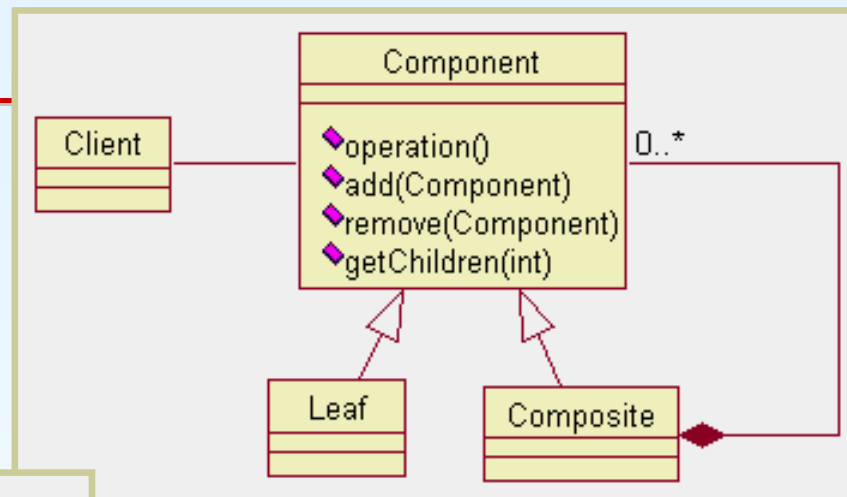 Component
Client
operation()
add(Component)
remove(Component)
getChildren(int)
0..*
Leaf
Composite